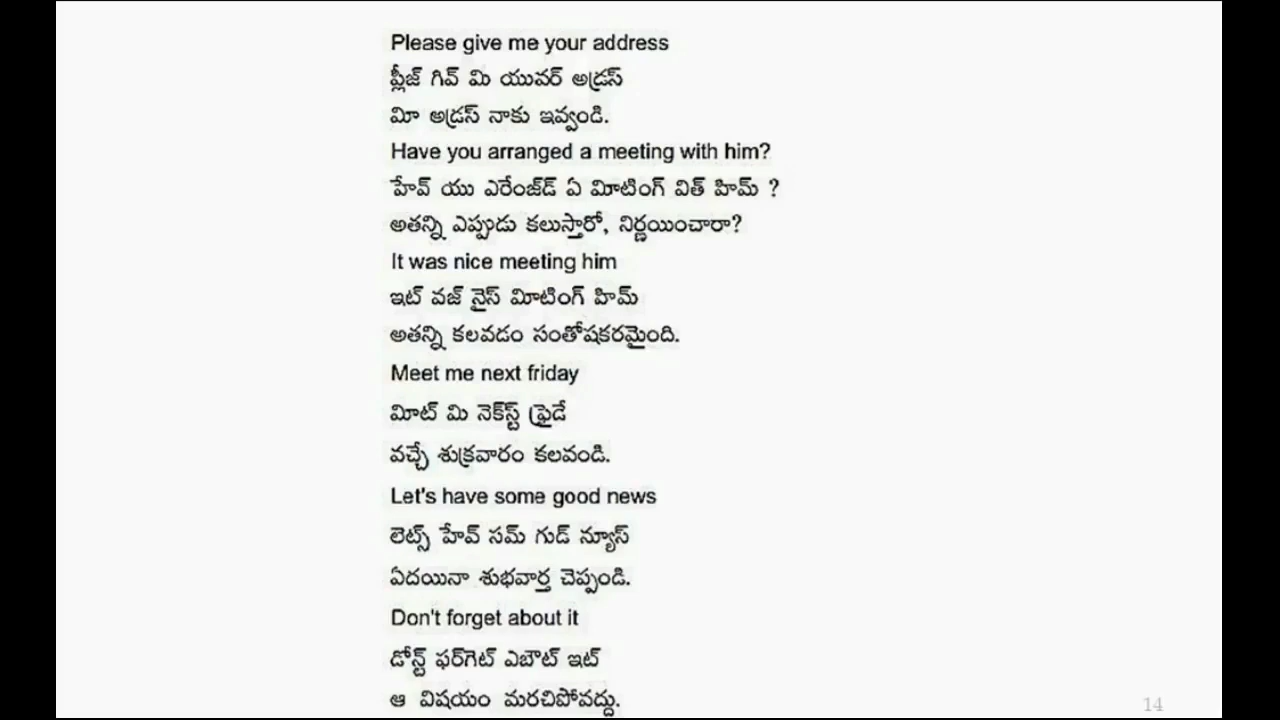 Please give me your address
ప్లీజ్ గివ్ మి యువర్ అడ్రస్
మీ అడ్రస్ నాకు ఇవ్వండి.
Have you arranged a meeting with him?
హేవ్ యు ఎరేంజ్‌డ్ ఏ మీటింగ్ విత్ హిమ్ ?
అతన్ని ఎప్పుడు కలుస్తారో, నిర్ణయించారా?
It was nice meeting him
ఇట్ వజ్ నైస్ మీటింగ్ హిమ్
అతన్ని కలవడం సంతోషకరమైంది.
Meet me next friday
మీట్ మి నెక్‌స్ట్ ఫ్రైడే
వచ్చే శుక్రవారం కలవండి.
Let's have some good news
లెట్స్ హేవ్ సమ్ గుడ్ న్యూస్
ఏదయినా శుభవార్త చెప్పండి.
Don't forget about it
డోన్ట్ ఫర్‌గెట్ ఎబౌట్ ఇట్
ఆ విషయం మరచిపోవద్దు.
14